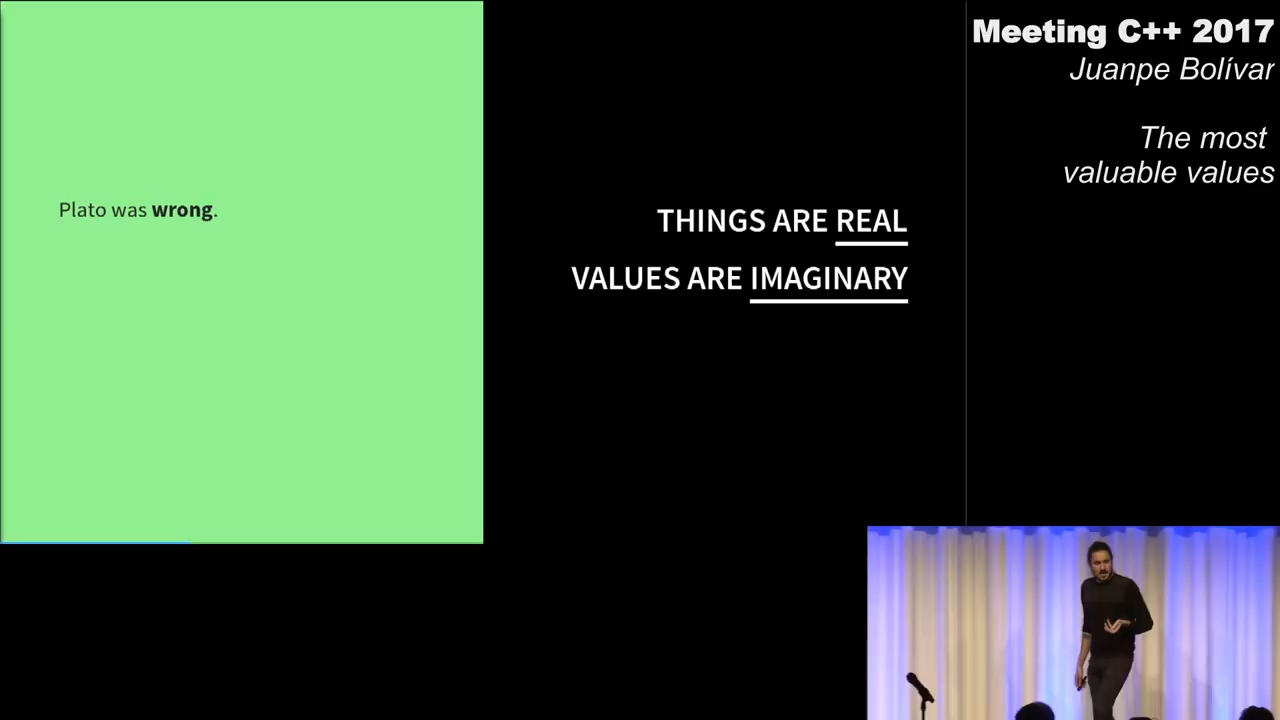 Plato was wrong.
THINGS ARE REAL
VALUES ARE IMAGINARY
Meeting C++ 2017
Juanpe Bolívar
The most
valuable values